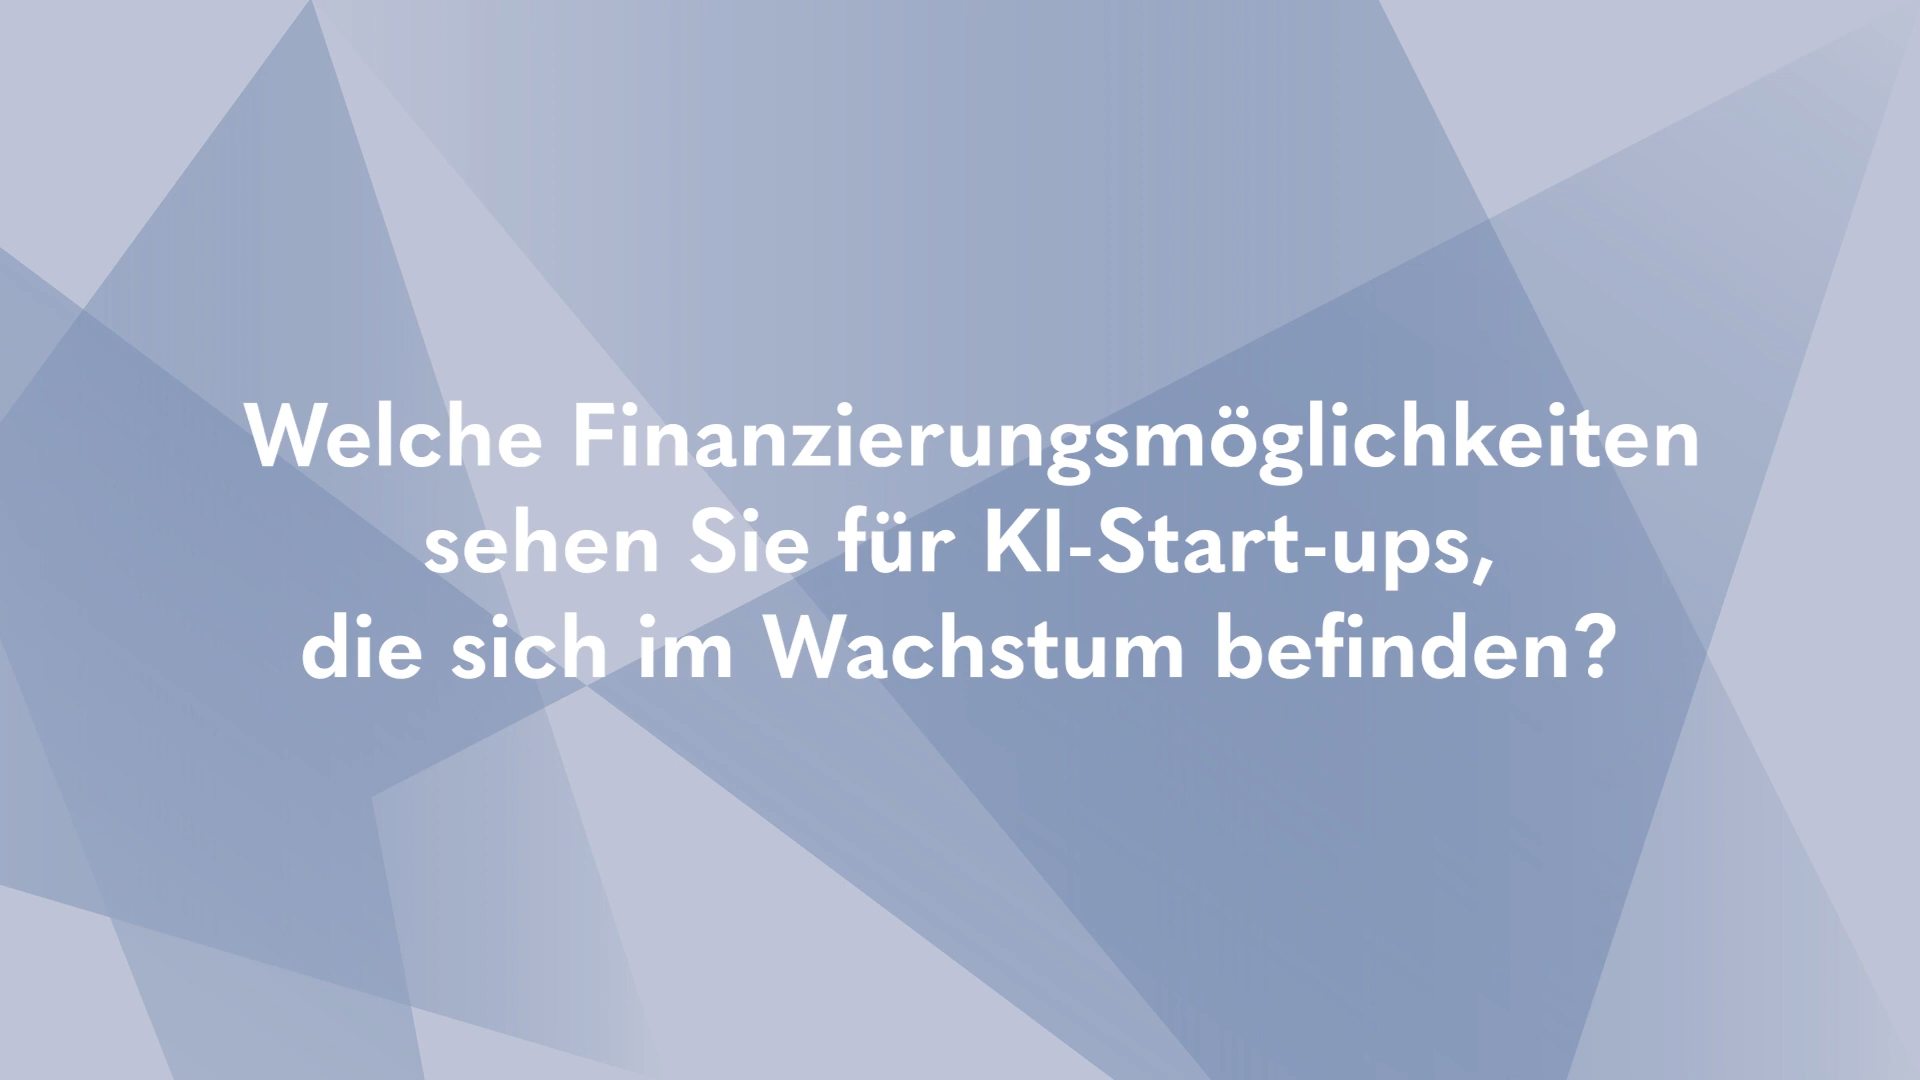 Welche Finanzierungsmöglichkeiten
sehen Sie für KI-Start-ups,
die sich im Wachstum befinden?